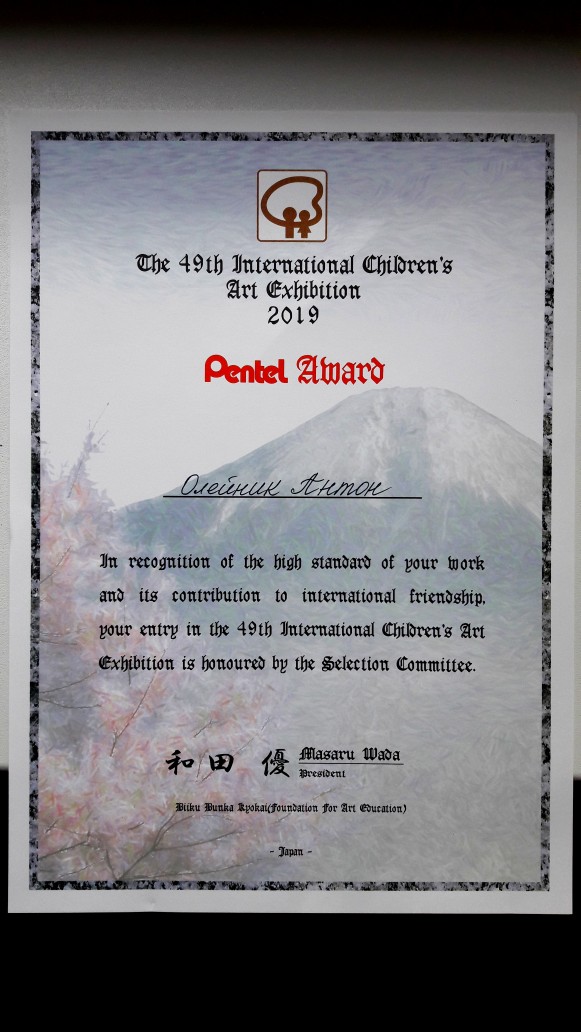 The 49th International Children's
Art Exhibition
2019
Pentel Award
Олейник Антон
In recognition of the high standard of your work
and its contribution to international friendship,
your entry in the 49th International Children's Art
Exhibition is honoured by the Selection Committee.
和田 優 Masaru Wada
President
Biiku Bunka Kyokai(Foundation For Art Education)
- Japan -